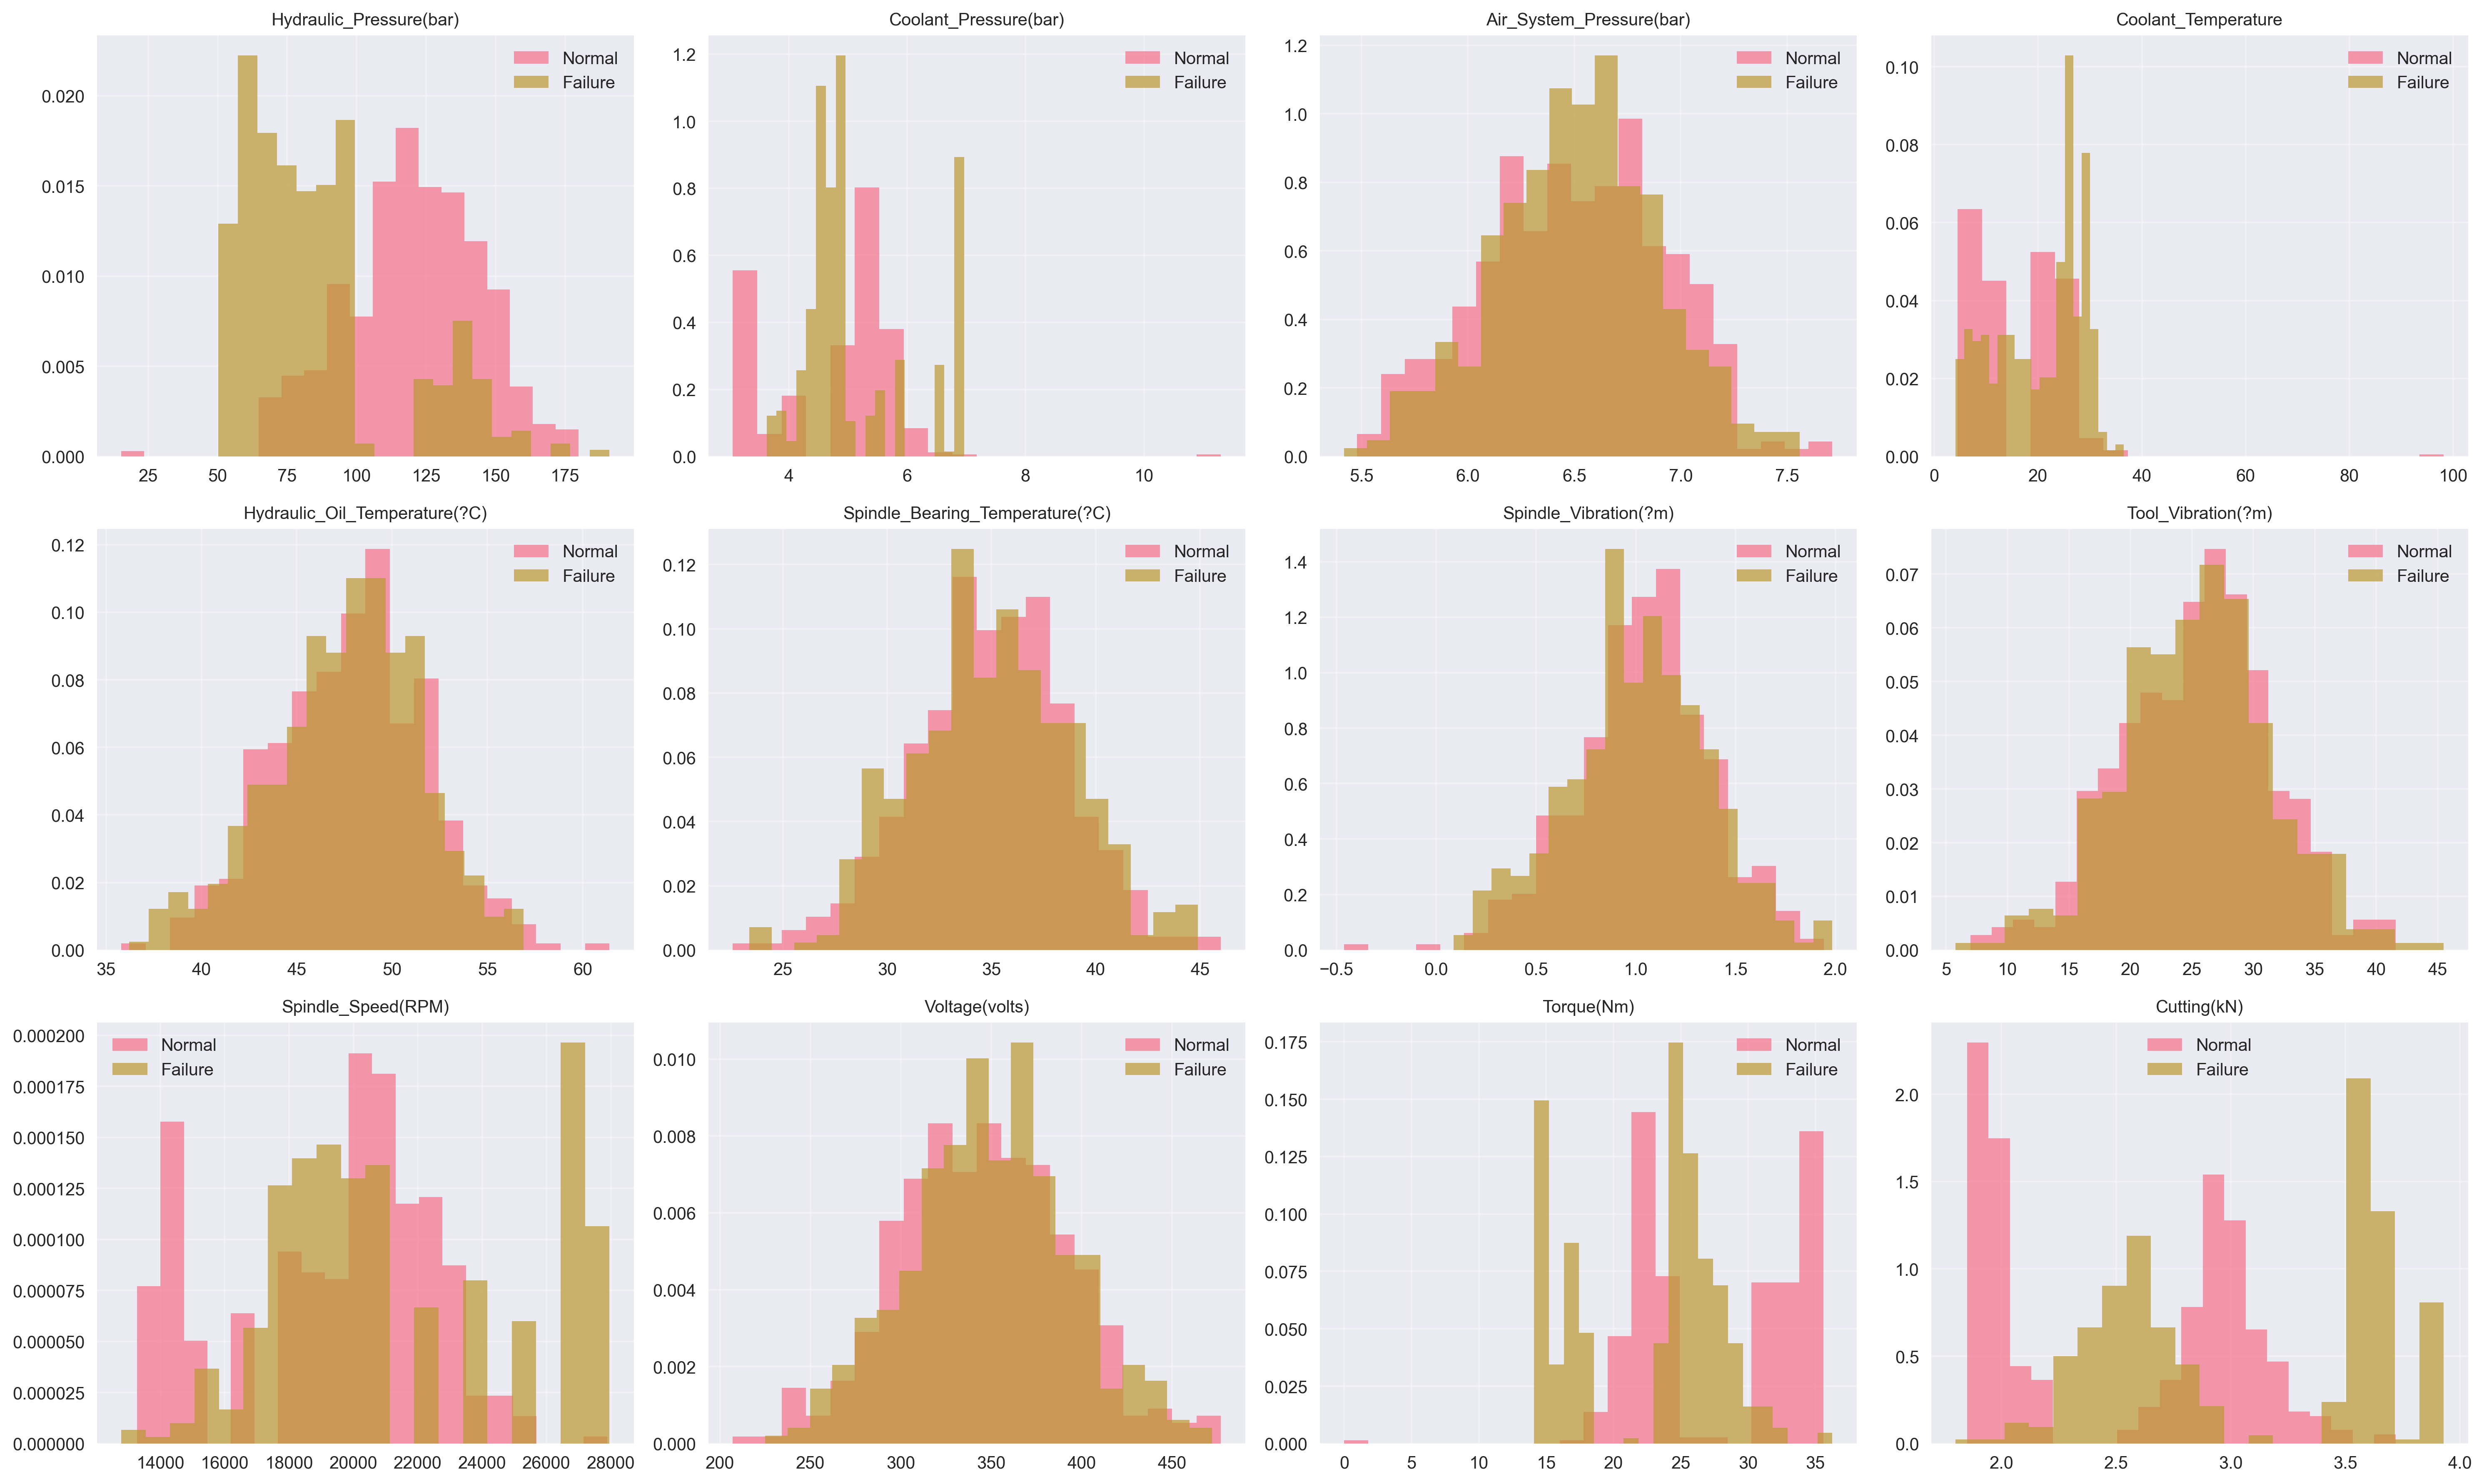 Hydraulic_Pressure(bar)
Normal
Failure
0.020
0.015
0.010
0.005
0.000
25 50 75 100 125 150 175
Coolant_Pressure(bar)
Normal
Failure
1.2
1.0
0.8
0.6
0.4
0.2
0.0
4 6 8 10
Air_System_Pressure(bar)
Normal
Failure
1.2
1.0
0.8
0.6
0.4
0.2
0.0
5.5 6.0 6.5 7.0 7.5
Coolant_Temperature
Normal
Failure
0.10
0.08
0.06
0.04
0.02
0.00
0 20 40 60 80 100
Hydraulic_Oil_Temperature(?C)
Normal
Failure
0.12
0.10
0.08
0.06
0.04
0.02
0.00
35 40 45 50 55 60
Spindle_Bearing_Temperature(?C)
Normal
Failure
0.12
0.10
0.08
0.06
0.04
0.02
0.00
25 30 35 40 45
Spindle_Vibration(?m)
Normal
Failure
1.4
1.2
1.0
0.8
0.6
0.4
0.2
0.0
−0.5 0.0 0.5 1.0 1.5 2.0
Tool_Vibration(?m)
Normal
Failure
0.07
0.06
0.05
0.04
0.03
0.02
0.01
0.00
5 10 15 20 25 30 35 40 45
Spindle_Speed(RPM)
Normal
Failure
0.000200
0.000175
0.000150
0.000125
0.000100
0.000075
0.000050
0.000025
0.000000
14000 16000 18000 20000 22000 24000 26000 28000
Voltage(volts)
Normal
Failure
0.010
0.008
0.006
0.004
0.002
0.000
200 250 300 350 400 450
Torque(Nm)
Normal
Failure
0.175
0.150
0.125
0.100
0.075
0.050
0.025
0.000
0 5 10 15 20 25 30 35
Cutting(kN)
Normal
Failure
2.0
1.5
1.0
0.5
0.0
2.0 2.5 3.0 3.5 4.0